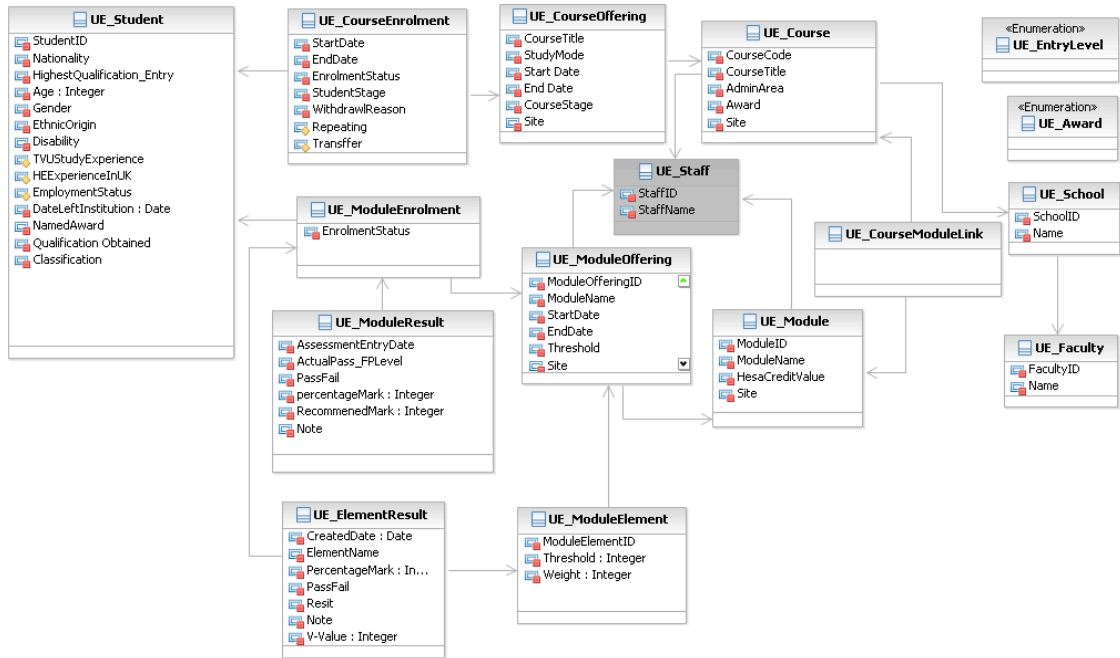 UE_Student
StudentID
Nationality
HighestQualification_Entry
Age : Integer
Gender
EthnicOrigin
Disability
TVUStudyExperience
HEExperienceInUK
EmploymentStatus
DateLeftInstitution : Date
NamedAward
Qualification Obtained
Classification
UE_CourseEnrolment
StartDate
EndDate
EnrolmentStatus
StudentStage
WithdrawlReason
Repeating
Transffer
UE_CourseOffering
CourseTitle
StudyMode
Start Date
End Date
CourseStage
Site
UE_Course
CourseCode
CourseTitle
AdminArea
Award
Site
«Enumeration»
UE_EntryLevel
«Enumeration»
UE_Award
UE_Staff
StaffID
StaffName
UE_School
SchoolID
Name
UE_ModuleEnrolment
EnrolmentStatus
UE_CourseModuleLink
UE_ModuleOffering
ModuleOfferingID
ModuleName
StartDate
EndDate
Threshold
Site
UE_ModuleResult
AssessmentEntryDate
ActualPass_FPLevel
PassFail
percentageMark : Integer
RecommenedMark : Integer
Note
UE_Module
ModuleID
ModuleName
HesaCreditValue
Site
UE_Faculty
FacultyID
Name
UE_ElementResult
CreatedDate : Date
ElementName
PercentageMark : In...
PassFail
Resit
Note
V-Value : Integer
UE_ModuleElement
ModuleElementID
Threshold : Integer
Weight : Integer